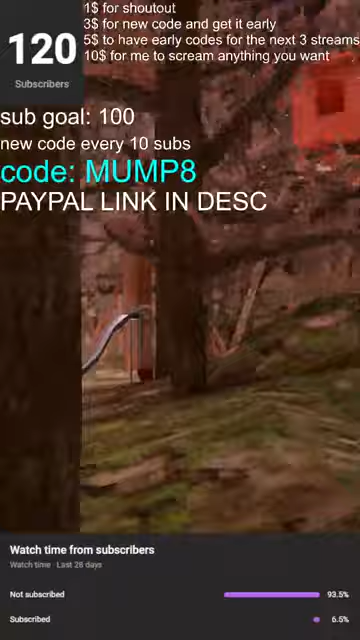 1$ for shoutout
3$ for new code and get it early
5$ to have early codes for the next 3 streams
10$ for me to scream anything you want
120
Subscribers
sub goal: 100
new code every 10 subs
code: MUMP8
PAYPAL LINK IN DESC
Watch time from subscribers
Watch time · Last 28 days
Not subscribed 93.5%
Subscribed 6.5%